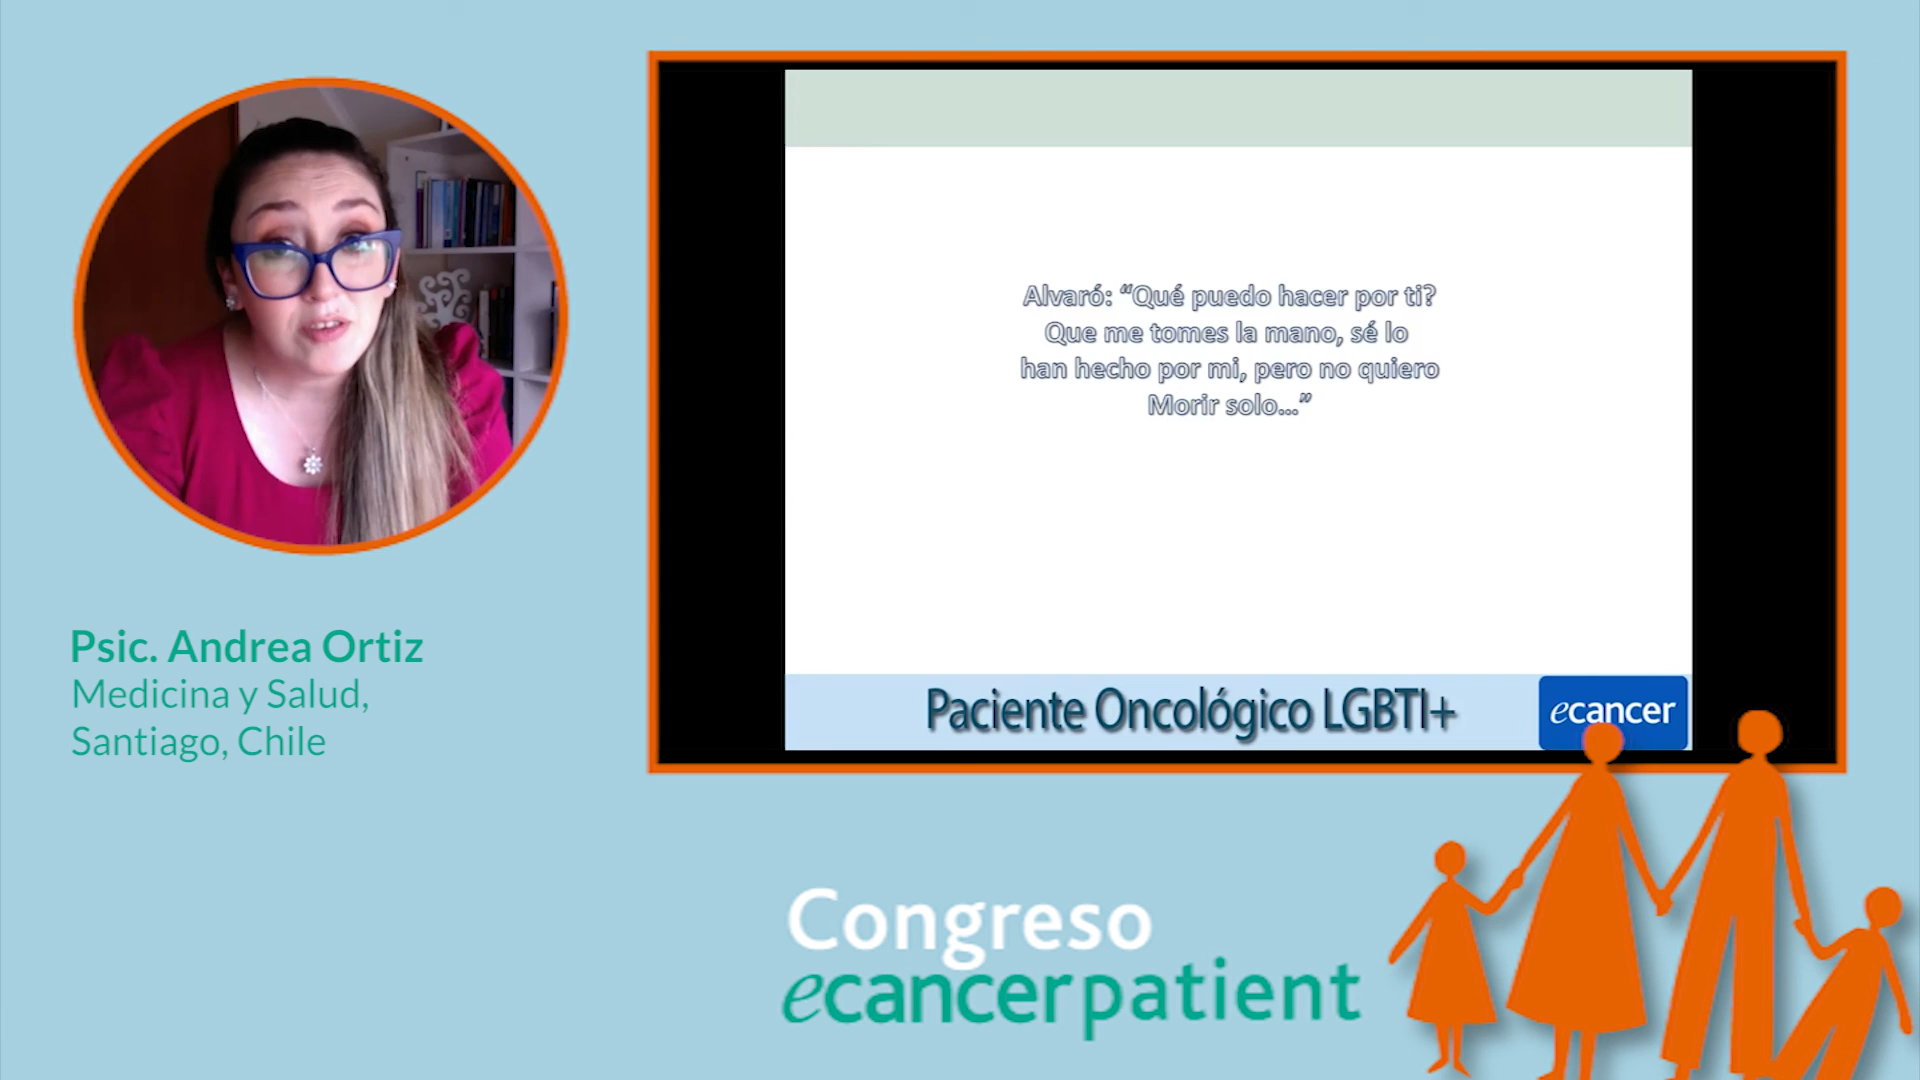 Psic. Andrea Ortiz
Medicina y Salud,
Santiago, Chile
Alvaró: “Qué puedo hacer por ti?
Que me tomes la mano, sé lo
han hecho por mi, pero no quiero
Morir solo...”
Paciente Oncológico LGBTI+
ecancer
Congreso
ecancerpatient